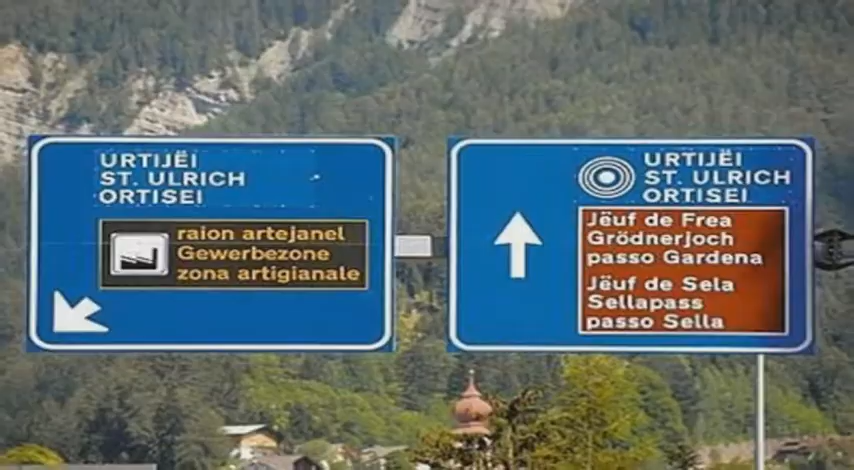 URTIJËI
ST. ULRICH
ORTISEI
raion artejanel
Gewerbezone
zona artigianale
URTIJËI
ST. ULRICH
ORTISEI
Jëuf de Frea
Grödnerjoch
passo Gardena
Jëuf de Sela
Sellapass
passo Sella